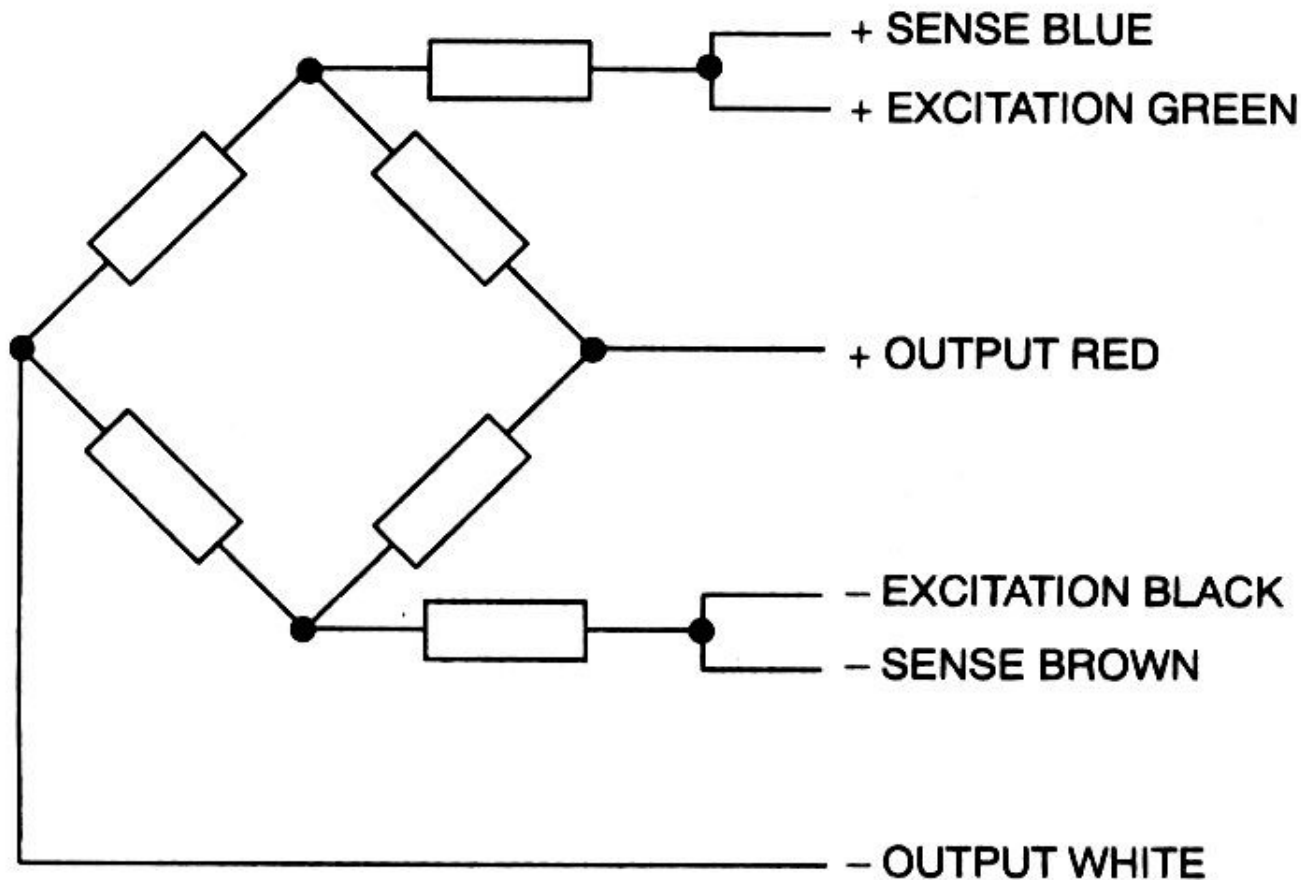 + SENSE BLUE
+ EXCITATION GREEN
+ OUTPUT RED
– EXCITATION BLACK
– SENSE BROWN
– OUTPUT WHITE